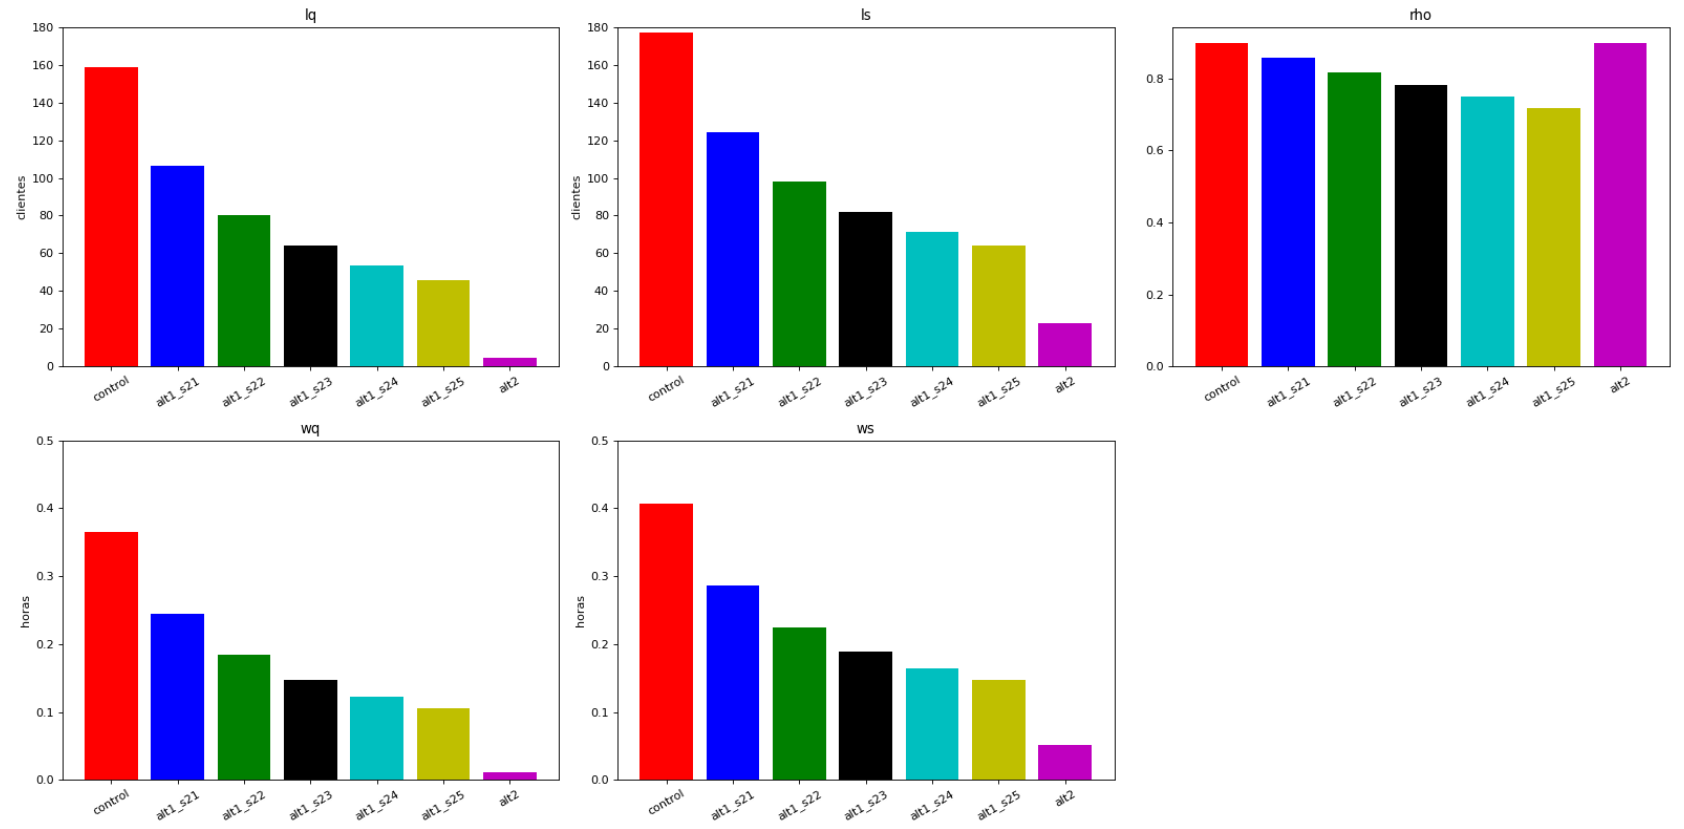 lq
180
160
140
120
100
80
60
40
20
0
clientes
control
alt1_s21
alt1_s22
alt1_s23
alt1_s24
alt1_s25
alt2
ls
180
160
140
120
100
80
60
40
20
0
clientes
control
alt1_s21
alt1_s22
alt1_s23
alt1_s24
alt1_s25
alt2
rho
0.8
0.6
0.4
0.2
0.0
control
alt1_s21
alt1_s22
alt1_s23
alt1_s24
alt1_s25
alt2
wq
0.5
0.4
0.3
0.2
0.1
0.0
horas
control
alt1_s21
alt1_s22
alt1_s23
alt1_s24
alt1_s25
alt2
ws
0.5
0.4
0.3
0.2
0.1
0.0
horas
control
alt1_s21
alt1_s22
alt1_s23
alt1_s24
alt1_s25
alt2